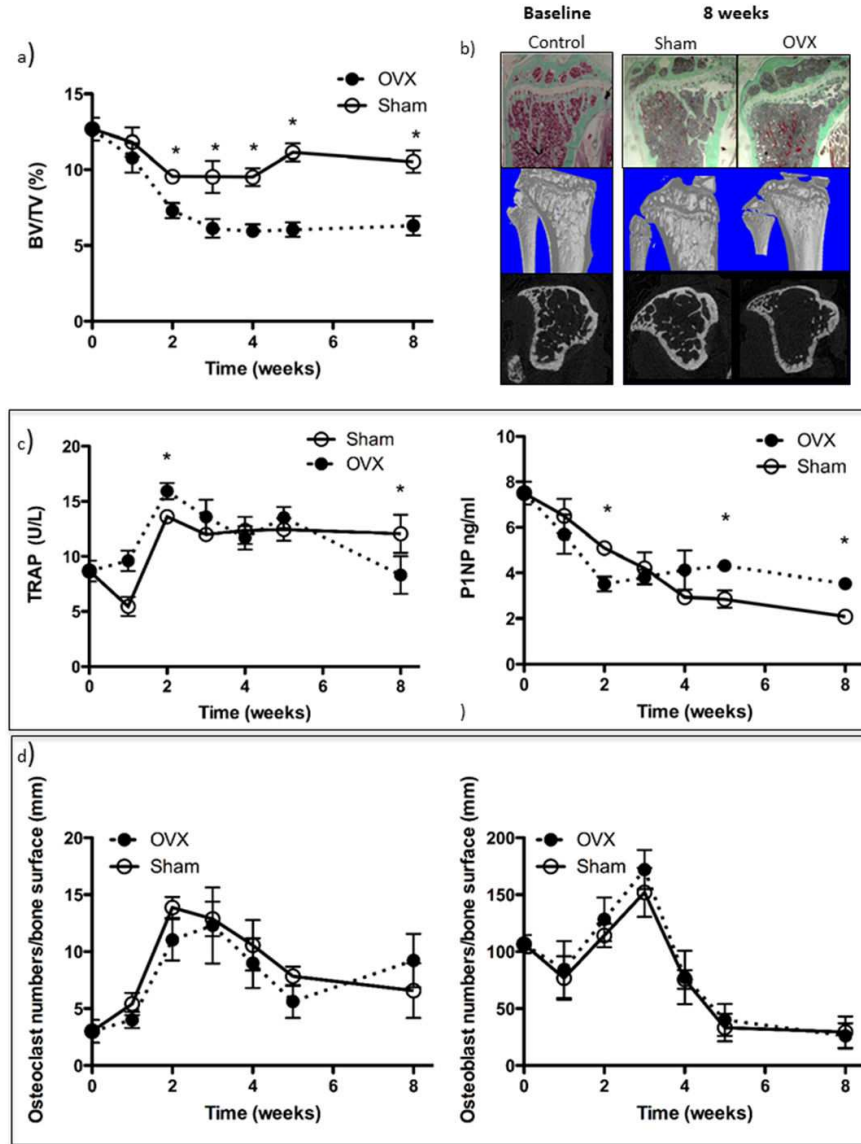 a)
OVX
Sham
15
10
5
0
BV/TV (%)
* * * * *
0 2 4 6 8
Time (weeks)
b)
Baseline 8 weeks
Control Sham OVX
c)
Sham
OVX
20
15
10
5
0
TRAP (U/L)
* *
0 2 4 6 8
Time (weeks)
OVX
Sham
10
8
6
4
2
0
P1NP ng/ml
* * *
0 2 4 6 8
Time (weeks)
)
d)
OVX
Sham
20
15
10
5
0
Osteoclast numbers/bone surface (mm)
0 2 4 6 8
Time (weeks)
OVX
Sham
200
150
100
50
0
Osteoblast numbers/bone surface (mm)
0 2 4 6 8
Time (weeks)